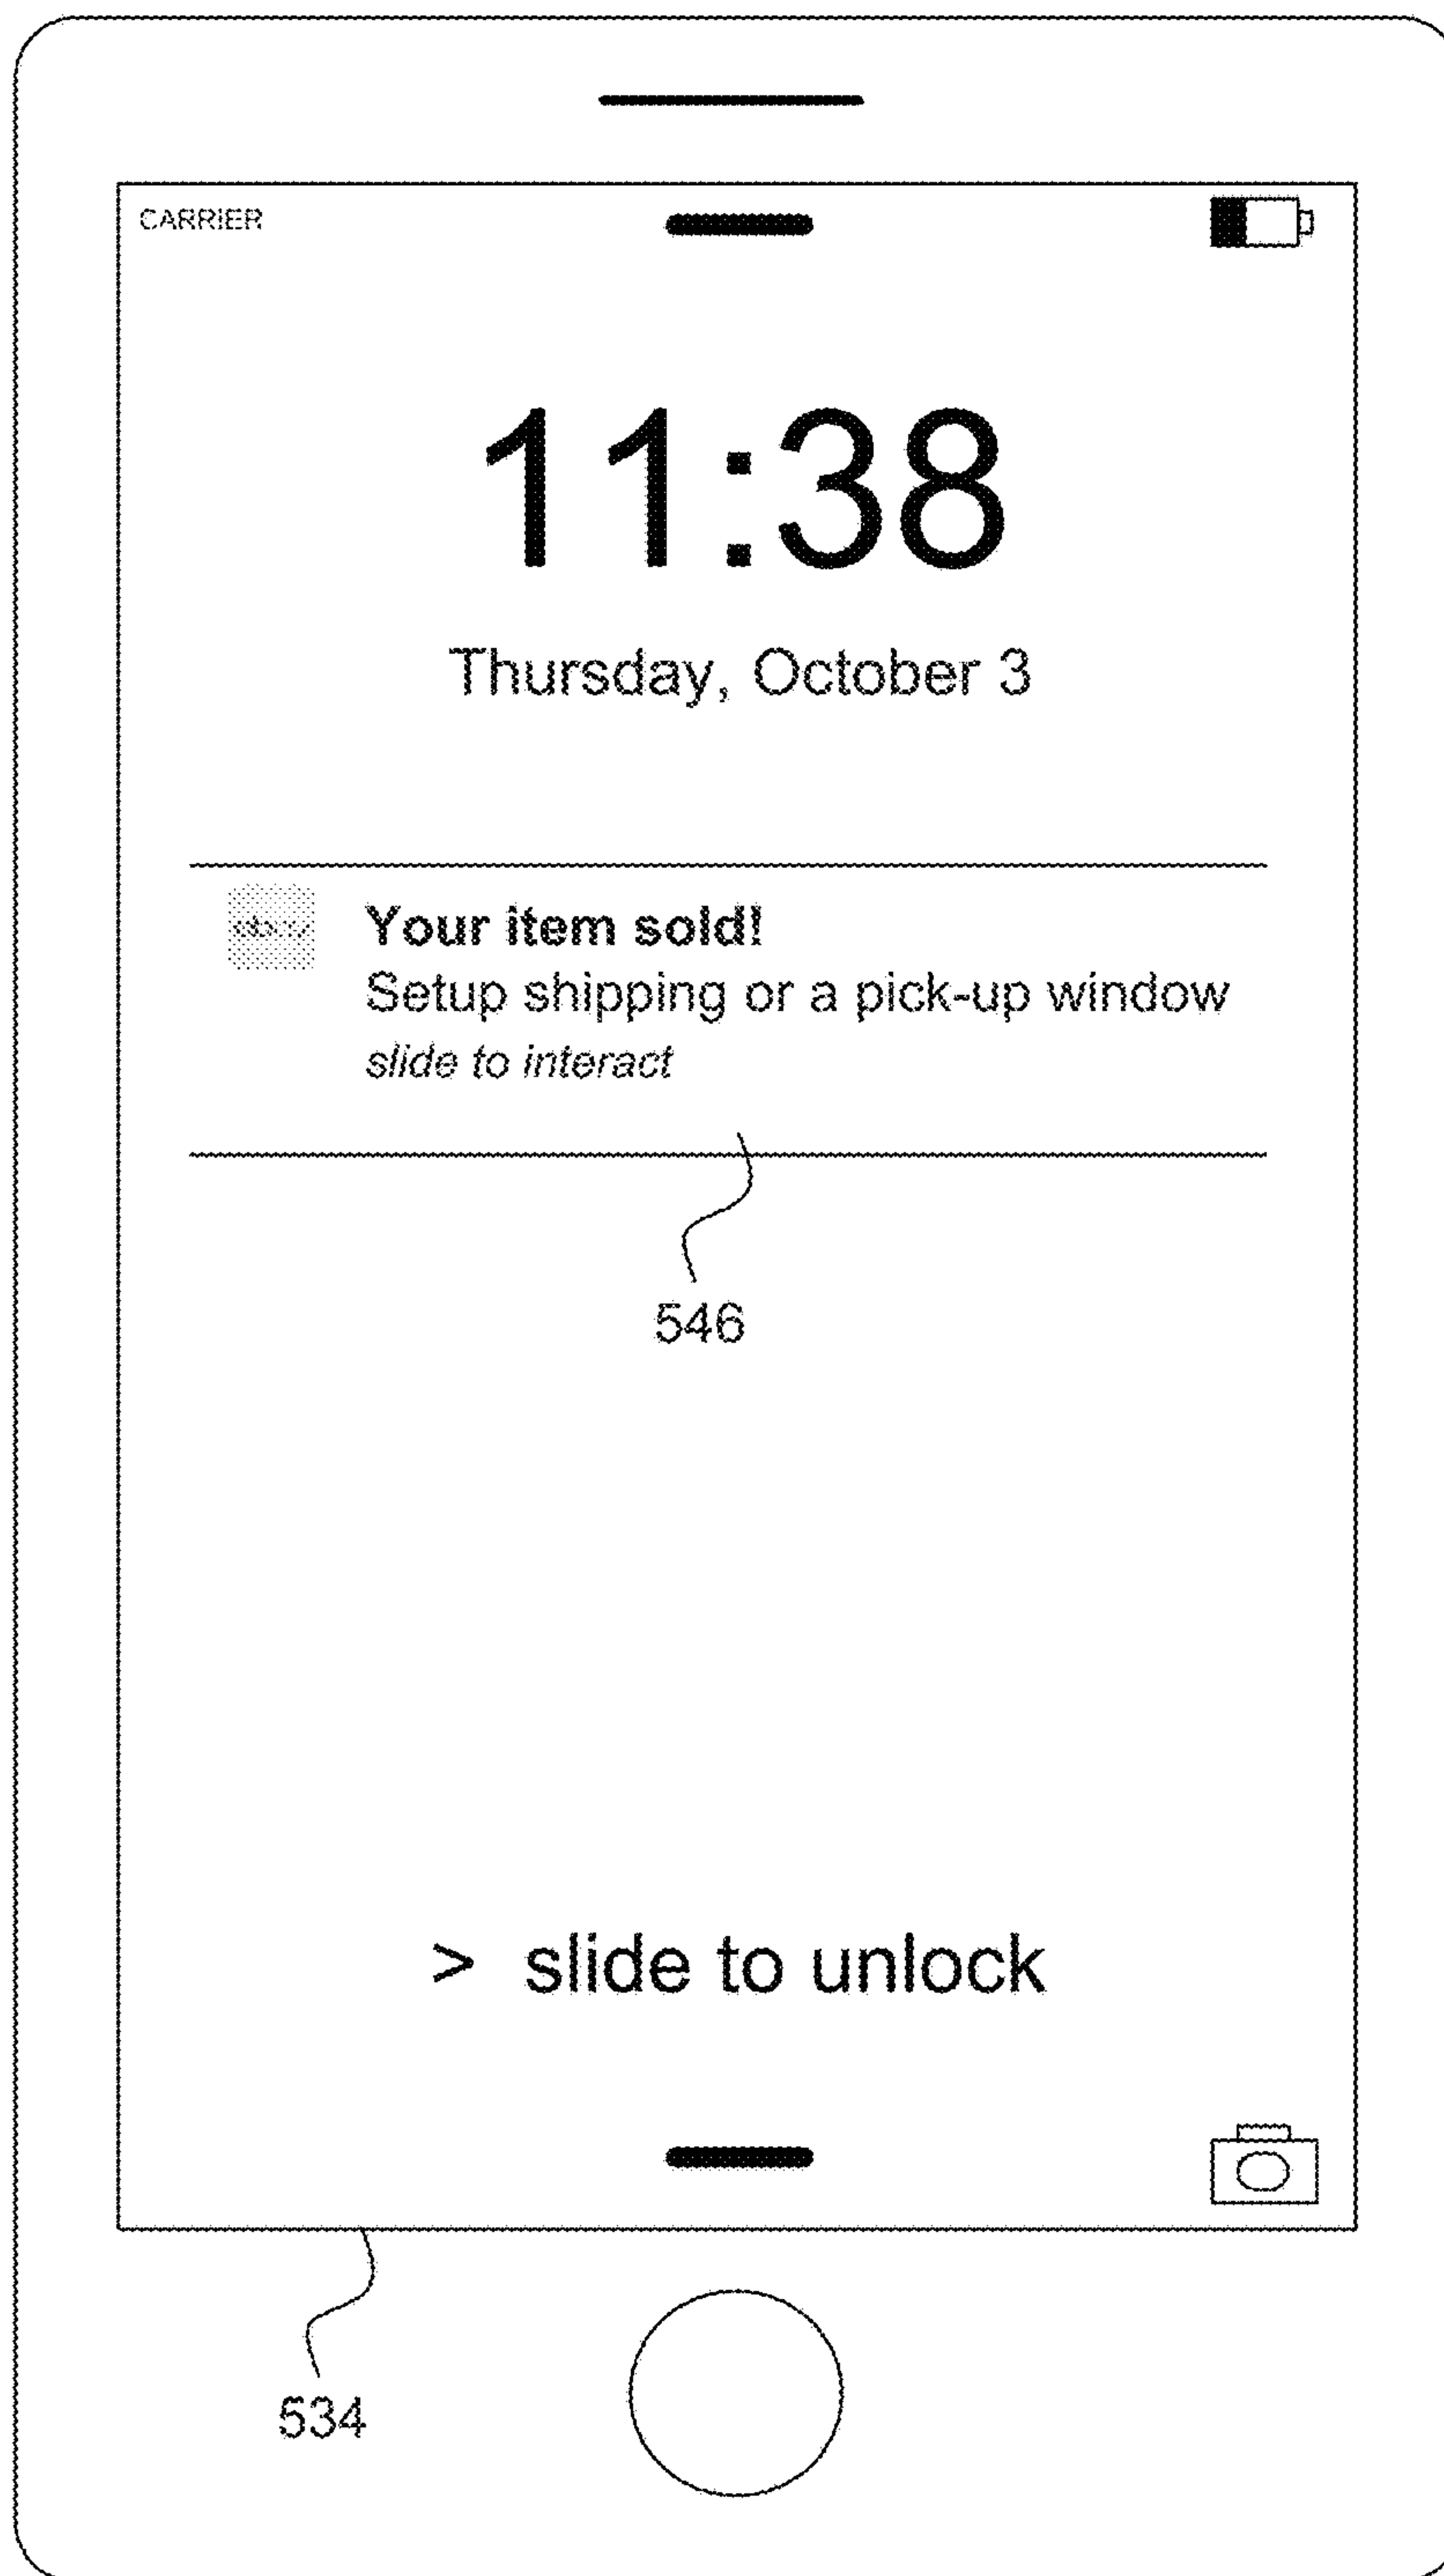 CARRIER
11:38
Thursday, October 3
Your item sold!
Setup shipping or a pick-up window
slide to interact
546
> slide to unlock
534